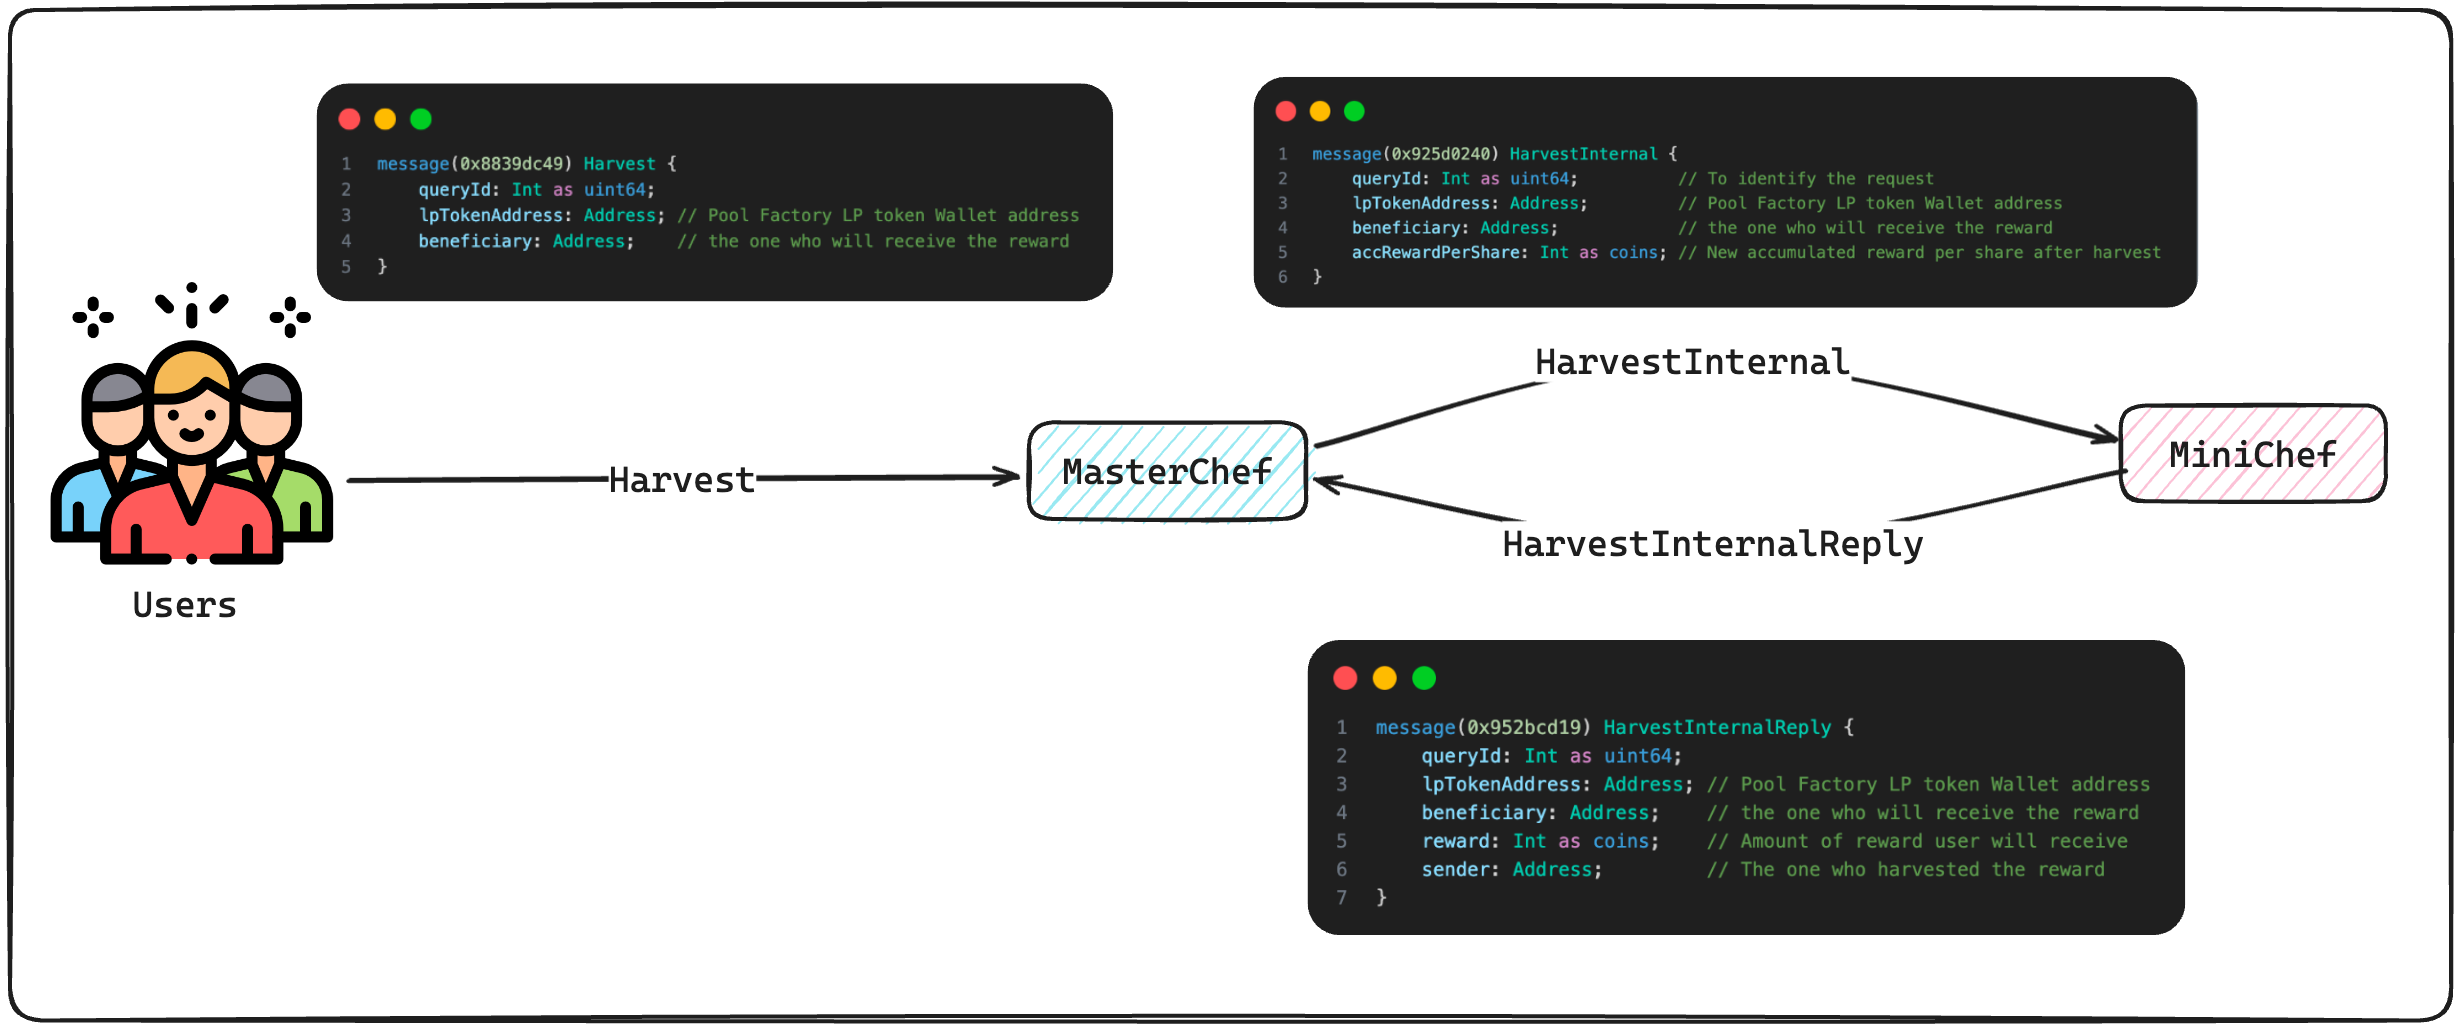 1 message(0x8839dc49) Harvest {
2 queryId: Int as uint64;
3 lpTokenAddress: Address; // Pool Factory LP token Wallet address
4 beneficiary: Address; // the one who will receive the reward
5 }
1 message(0x925d0240) HarvestInternal {
2 queryId: Int as uint64; // To identify the request
3 lpTokenAddress: Address; // Pool Factory LP token Wallet address
4 beneficiary: Address; // the one who will receive the reward
5 accRewardPerShare: Int as coins; // New accumulated reward per share after harvest
6 }
Users
Harvest
MasterChef
HarvestInternal
MiniChef
HarvestInternalReply
1 message(0x952bcd19) HarvestInternalReply {
2 queryId: Int as uint64;
3 lpTokenAddress: Address; // Pool Factory LP token Wallet address
4 beneficiary: Address; // the one who will receive the reward
5 reward: Int as coins; // Amount of reward user will receive
6 sender: Address; // The one who harvested the reward
7 }